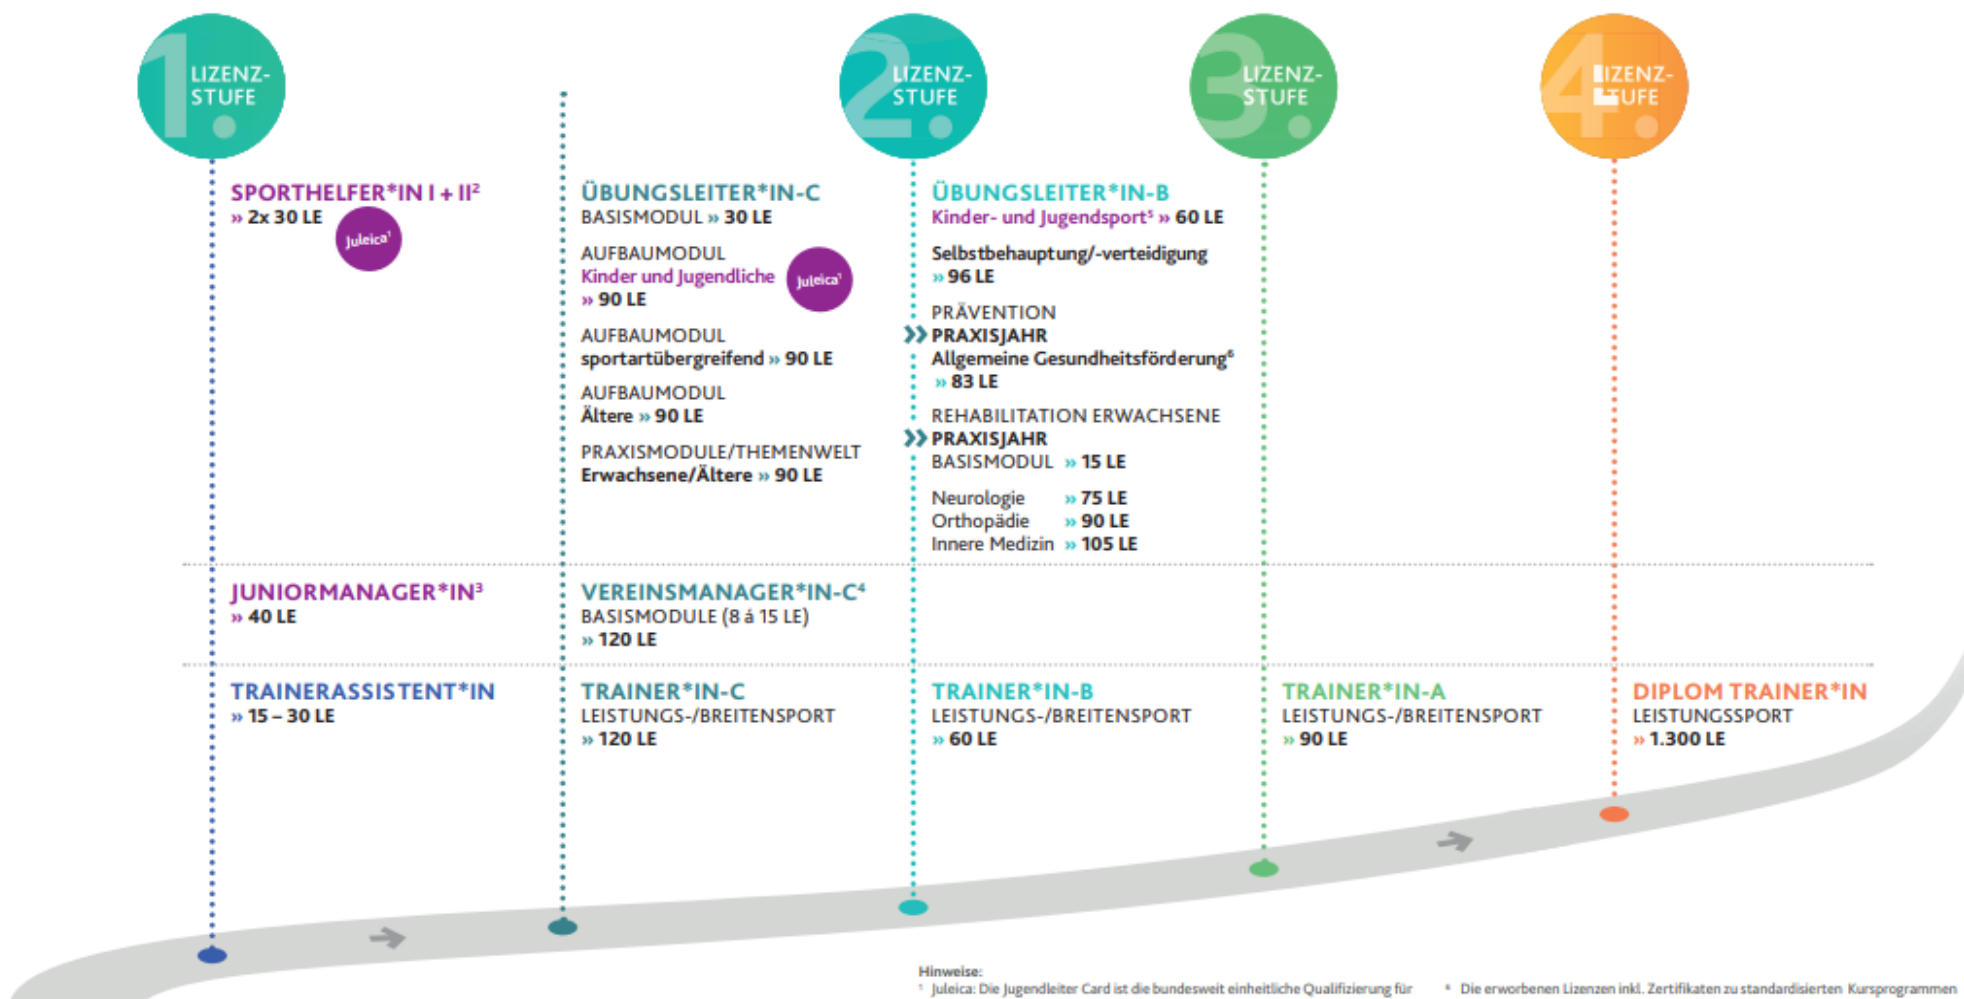 1. LIZENZ-
STUFE
2. LIZENZ-
STUFE
3. LIZENZ-
STUFE
4. LIZENZ-
STUFE
SPORTHELFER*IN I + II²
» 2x 30 LE
Juleica¹
ÜBUNGSLEITER*IN-C
BASISMODUL » 30 LE
AUFBAUMODUL
Kinder und Jugendliche
» 90 LE
Juleica¹
AUFBAUMODUL
sportartübergreifend » 90 LE
AUFBAUMODUL
Ältere » 90 LE
PRAXISMODULE/THEMENWELT
Erwachsene/Ältere » 90 LE
ÜBUNGSLEITER*IN-B
Kinder- und Jugendsport⁵ » 60 LE
Selbstbehauptung/-verteidigung
» 96 LE
PRÄVENTION
» PRAXISJAHR
Allgemeine Gesundheitsförderung⁶
» 83 LE
REHABILITATION ERWACHSENE
» PRAXISJAHR
BASISMODUL » 15 LE
Neurologie » 75 LE
Orthopädie » 90 LE
Innere Medizin » 105 LE
JUNIORMANAGER*IN³
» 40 LE
VEREINSMANAGER*IN-C⁴
BASISMODULE (8 á 15 LE)
» 120 LE
TRAINERASSISTENT*IN
» 15 – 30 LE
TRAINER*IN-C
LEISTUNGS-/BREITENSPORT
» 120 LE
TRAINER*IN-B
LEISTUNGS-/BREITENSPORT
» 60 LE
TRAINER*IN-A
LEISTUNGS-/BREITENSPORT
» 90 LE
DIPLOM TRAINER*IN
LEISTUNGSSPORT
» 1.300 LE
Hinweise:
¹ Juleica: Die Jugendleiter Card ist die bundesweit einheitliche Qualifizierung für
⁶ Die erworbenen Lizenzen inkl. Zertifikaten zu standardisierten Kursprogrammen